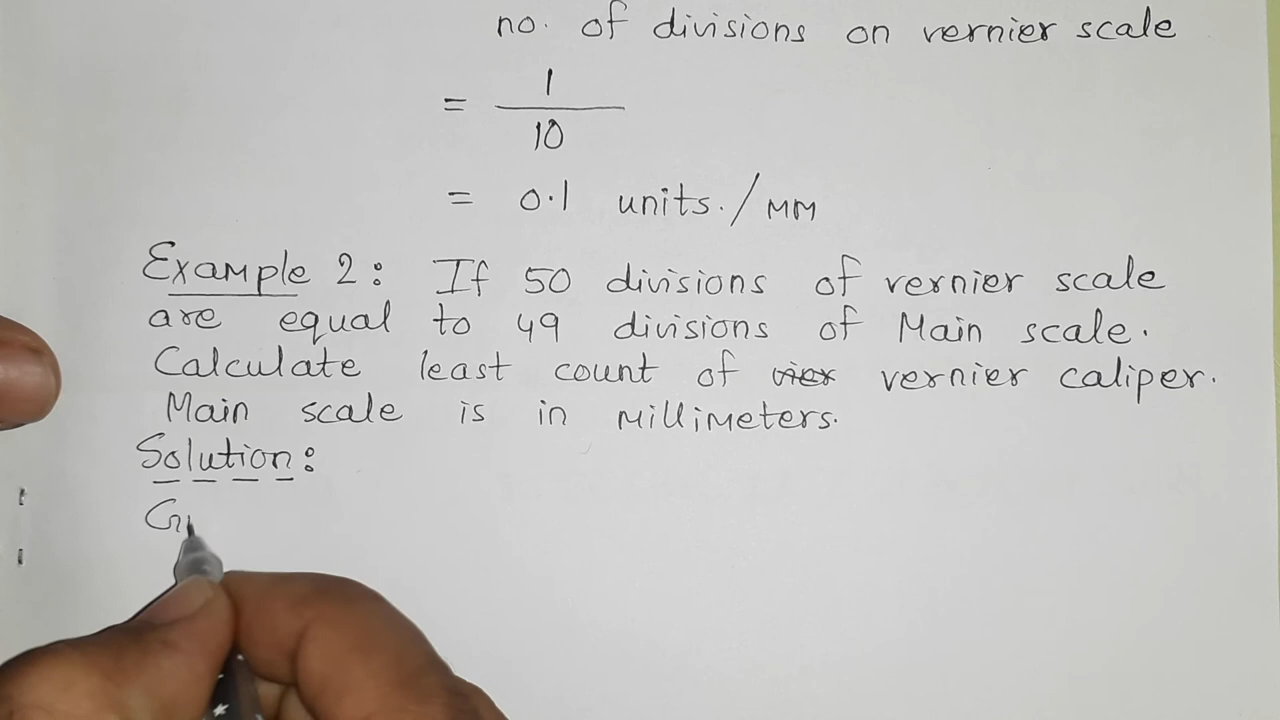 no. of divisions on vernier scale
= 1
10
= 0.1 units./MM
Example 2: If 50 divisions of vernier scale
are equal to 49 divisions of Main scale.
Calculate least count of vernier caliper.
Main scale is in millimeters.
Solution:
Gi